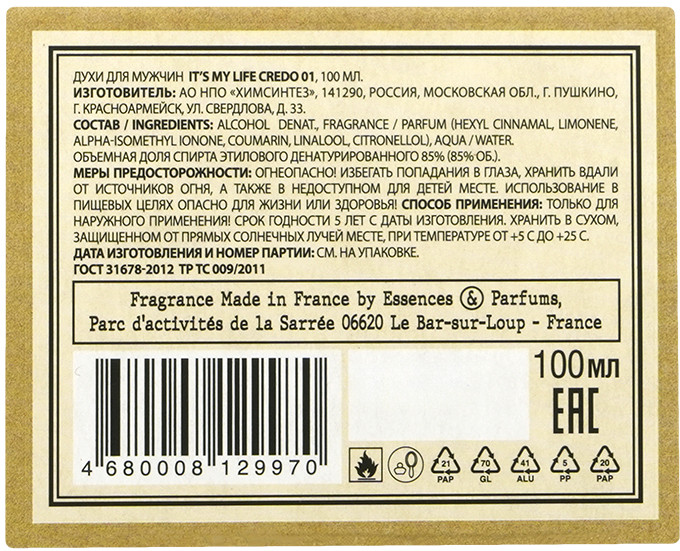 ДУХИ ДЛЯ МУЖЧИН IT'S MY LIFE CREDO 01, 100 МЛ.
ИЗГОТОВИТЕЛЬ: АО НПО «ХИМСИНТЕЗ», 141290, РОССИЯ, МОСКОВСКАЯ ОБЛ., Г. ПУШКИНО,
Г. КРАСНОАРМЕЙСК, УЛ. СВЕРДЛОВА, Д. 33.
СОСТАВ / INGREDIENTS: ALCOHOL DENAT., FRAGRANCE / PARFUM (HEXYL CINNAMAL, LIMONENE,
ALPHA-ISOMETHYL IONONE, COUMARIN, LINALOOL, CITRONELLOL), AQUA / WATER.
ОБЪЕМНАЯ ДОЛЯ СПИРТА ЭТИЛОВОГО ДЕНАТУРИРОВАННОГО 85% (85% ОБ.).
МЕРЫ ПРЕДОСТОРОЖНОСТИ: ОГНЕОПАСНО! ИЗБЕГАТЬ ПОПАДАНИЯ В ГЛАЗА, ХРАНИТЬ ВДАЛИ
ОТ ИСТОЧНИКОВ ОГНЯ, А ТАКЖЕ В НЕДОСТУПНОМ ДЛЯ ДЕТЕЙ МЕСТЕ. ИСПОЛЬЗОВАНИЕ В
ПИЩЕВЫХ ЦЕЛЯХ ОПАСНО ДЛЯ ЖИЗНИ ИЛИ ЗДОРОВЬЯ! СПОСОБ ПРИМЕНЕНИЯ: ТОЛЬКО ДЛЯ
НАРУЖНОГО ПРИМЕНЕНИЯ! СРОК ГОДНОСТИ 5 ЛЕТ С ДАТЫ ИЗГОТОВЛЕНИЯ. ХРАНИТЬ В СУХОМ,
ЗАЩИЩЕННОМ ОТ ПРЯМЫХ СОЛНЕЧНЫХ ЛУЧЕЙ МЕСТЕ, ПРИ ТЕМПЕРАТУРЕ ОТ +5 С ДО +25 С.
ДАТА ИЗГОТОВЛЕНИЯ И НОМЕР ПАРТИИ: СМ. НА УПАКОВКЕ.
ГОСТ 31678-2012 ТР ТС 009/2011
Fragrance Made in France by Essences & Parfums,
Parc d'activités de la Sarrée 06620 Le Bar-sur-Loup - France
100 МЛ
EAC
4 680008 129970
21 70 41 5 20
PAP GL ALU PP PAP